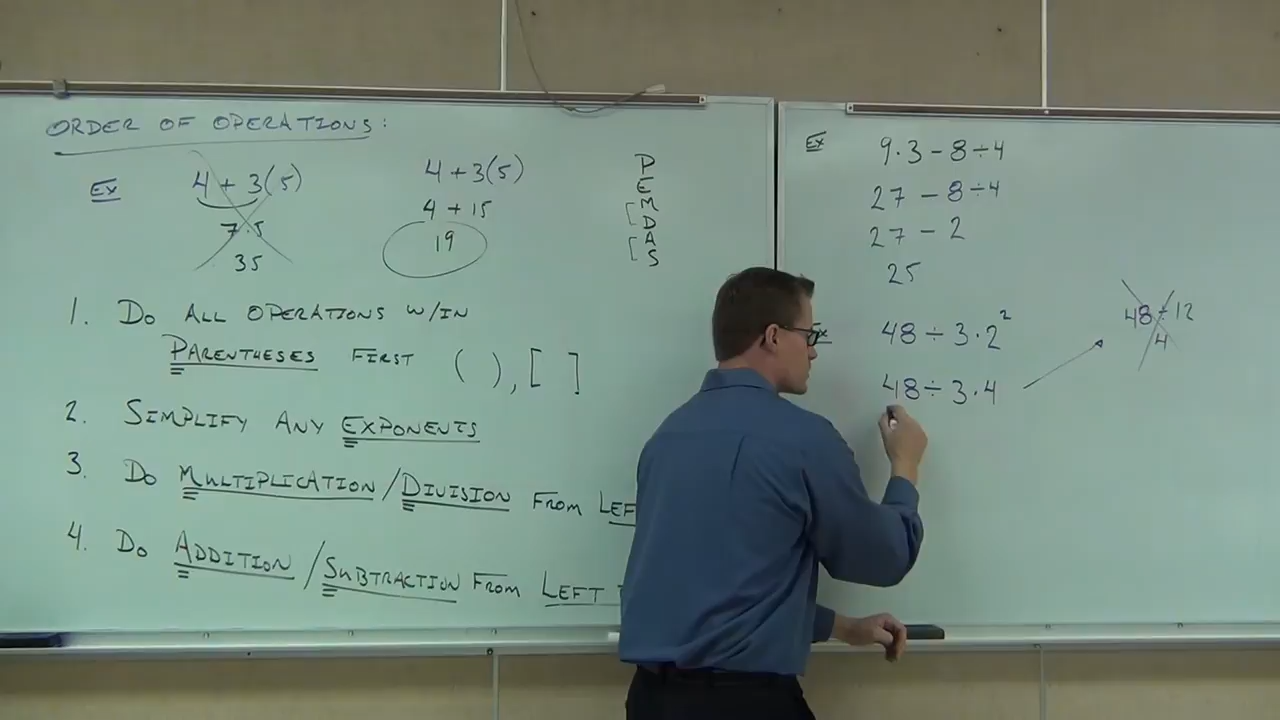 ORDER OF OPERATIONS:
Ex 4 + 3(5)
7 · 5
35
4 + 3(5)
4 + 15
19
P
E
M
D
A
S
1. DO ALL OPERATIONS W/IN
PARENTHESES FIRST ( ), [ ]
2. SIMPLIFY ANY EXPONENTS
3. DO MULTIPLICATION/DIVISION FROM
4. DO ADDITION/SUBTRACTION FROM LEFT
Ex 9·3 - 8÷4
27 - 8÷4
27 - 2
25
Ex 48 ÷ 3·2²
48 ÷ 3·4
48 ÷ 12
4